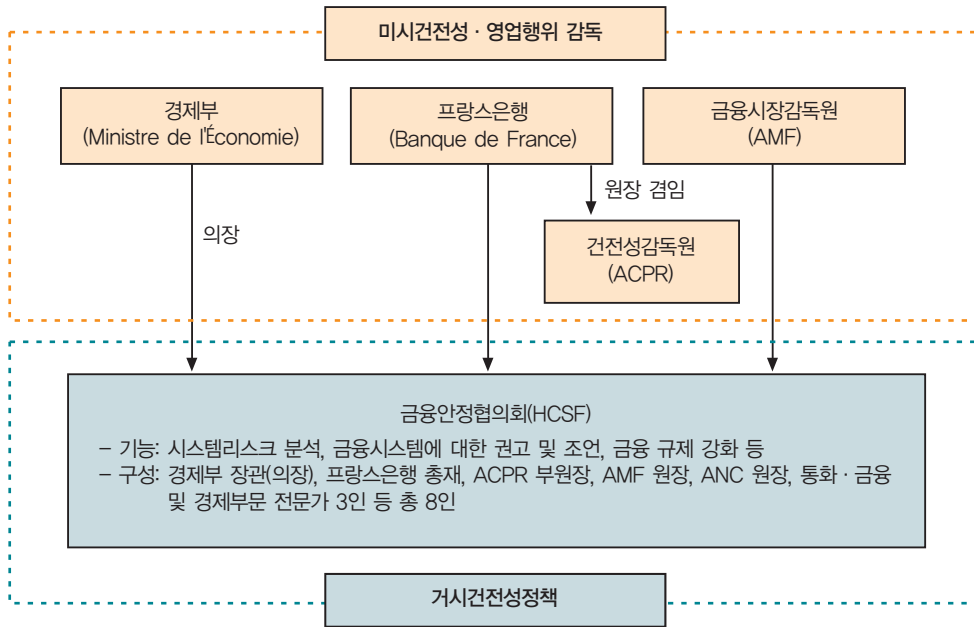 미시건전성 · 영업행위 감독
경제부
(Ministre de l'Économie)
프랑스은행
(Banque de France)
금융시장감독원
(AMF)
원장 겸임
의장
건전성감독원
(ACPR)
금융안정협의회(HCSF)
– 기능: 시스템리스크 분석, 금융시스템에 대한 권고 및 조언, 금융 규제 강화 등
– 구성: 경제부 장관(의장), 프랑스은행 총재, ACPR 부원장, AMF 원장, ANC 원장, 통화 · 금융
및 경제부문 전문가 3인 등 총 8인
거시건전성정책